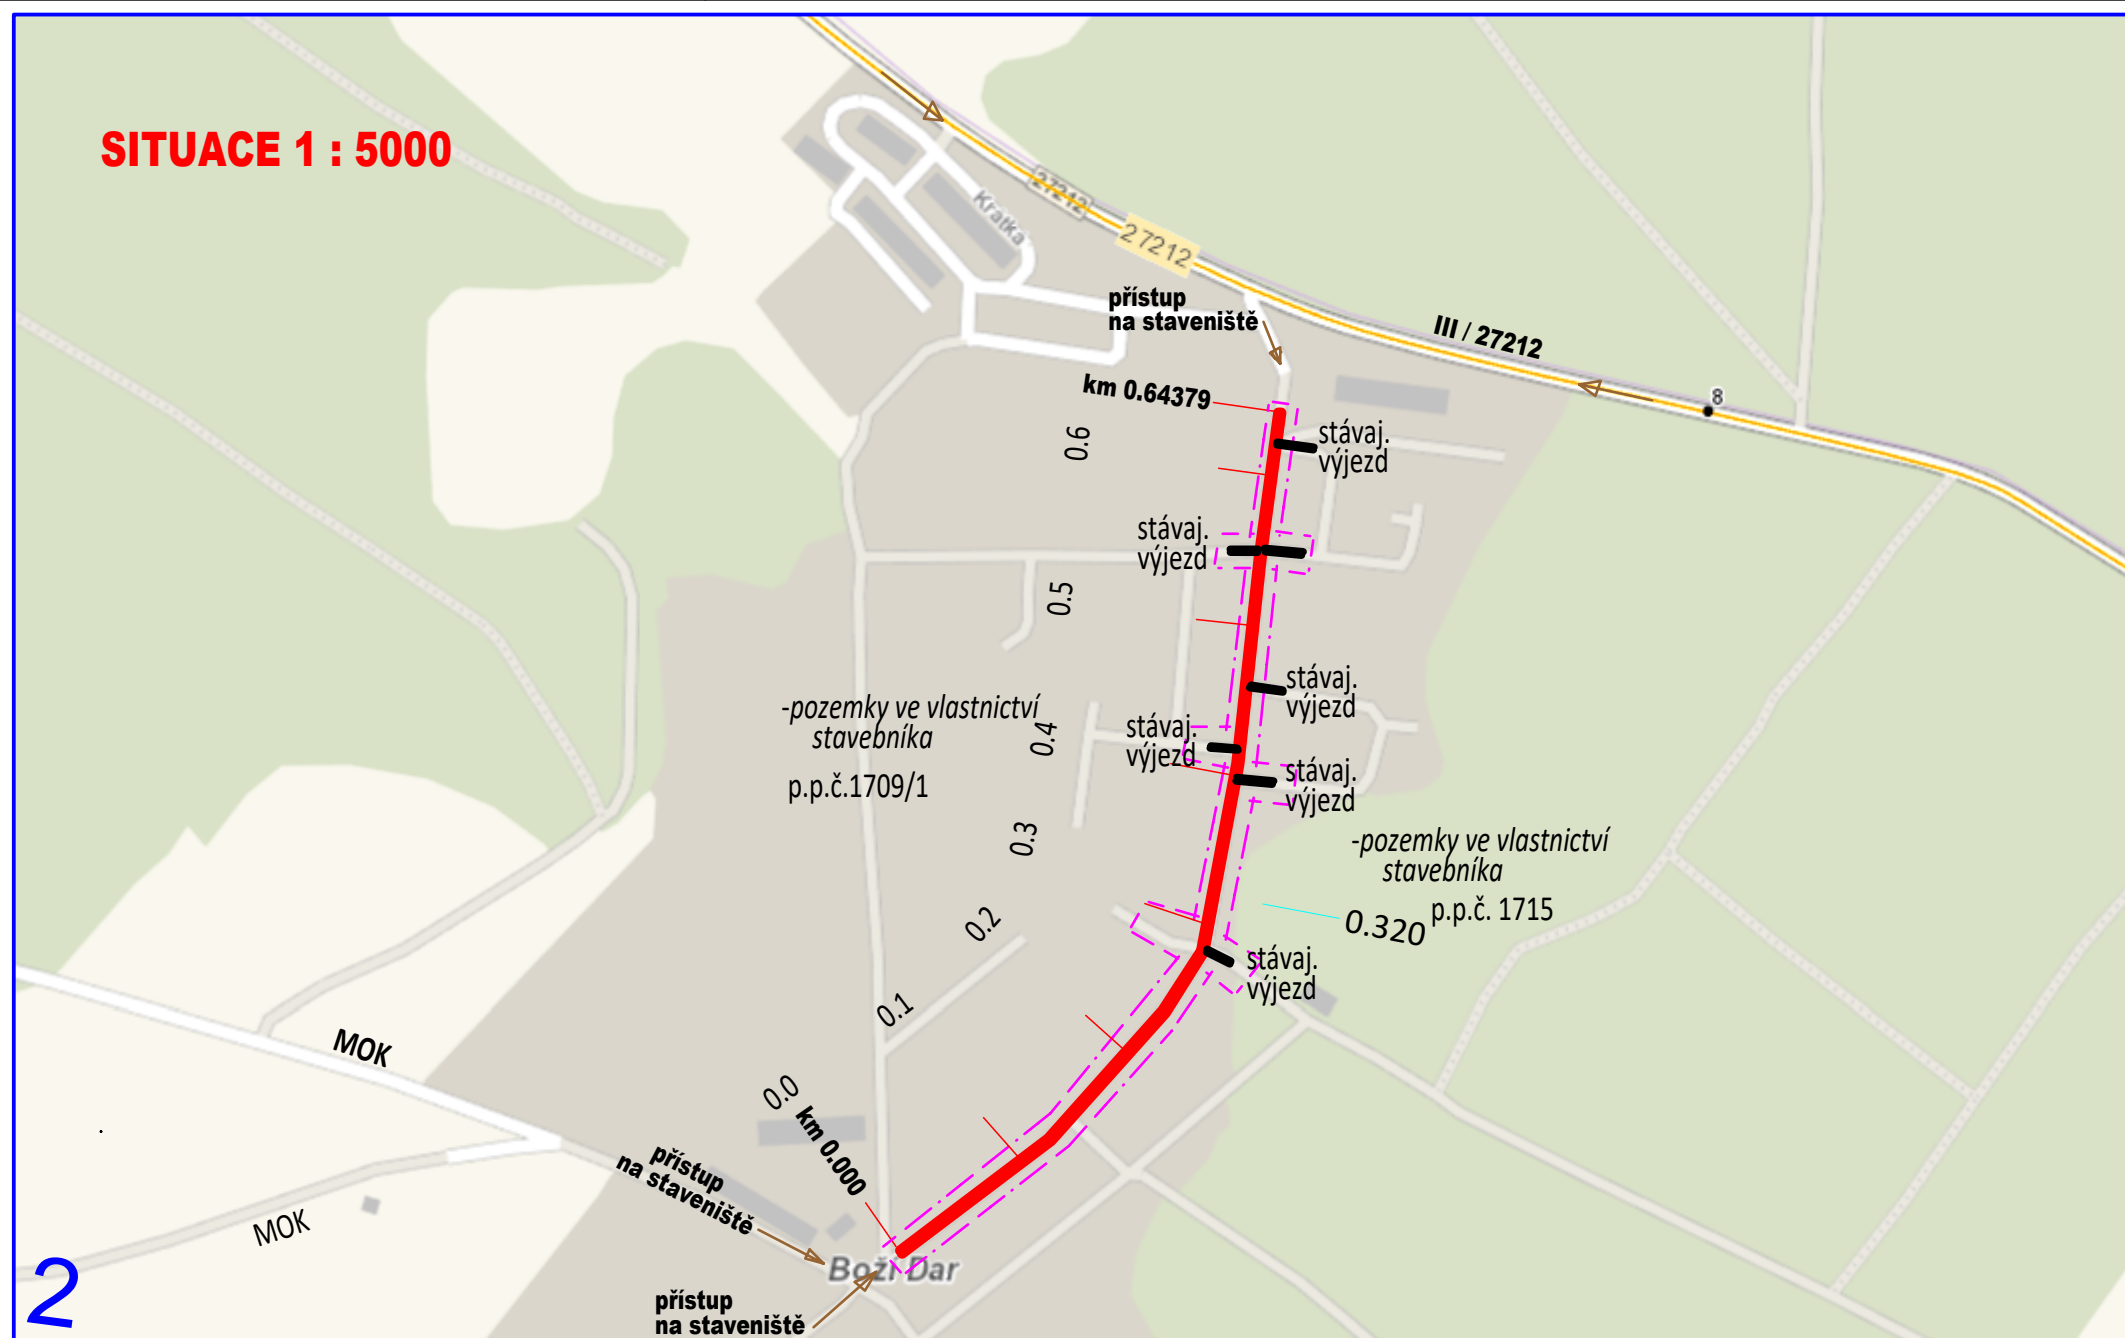 SITUACE 1 : 5000
27212
Krátká
27212
přístup
na staveniště
III / 27212
8
km 0.64379
0.6
stávaj.
výjezd
stávaj.
výjezd
0.5
stávaj.
výjezd
-pozemky ve vlastnictví
stavebníka
p.p.č.1709/1
0.4
stávaj.
výjezd
stávaj.
výjezd
0.3
-pozemky ve vlastnictví
stavebníka
p.p.č. 1715
0.320
0.2
stávaj.
výjezd
0.1
MOK
0.0
km 0.000
přístup
na staveniště
MOK
Boží Dar
2
přístup
na staveniště